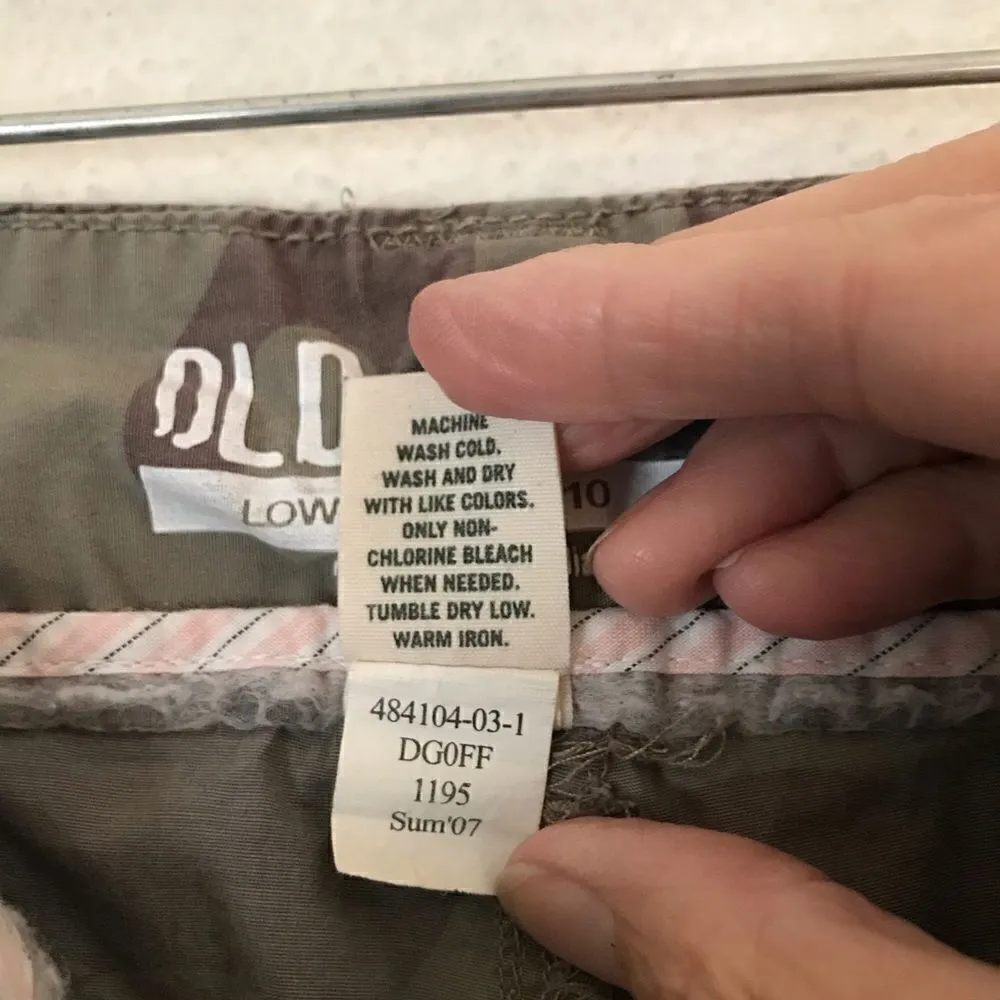 OLD
LOW
10
MACHINE
WASH COLD.
WASH AND DRY
WITH LIKE COLORS.
ONLY NON-
CHLORINE BLEACH
WHEN NEEDED.
TUMBLE DRY LOW.
WARM IRON.
484104-03-1
DG0FF
1195
Sum'07